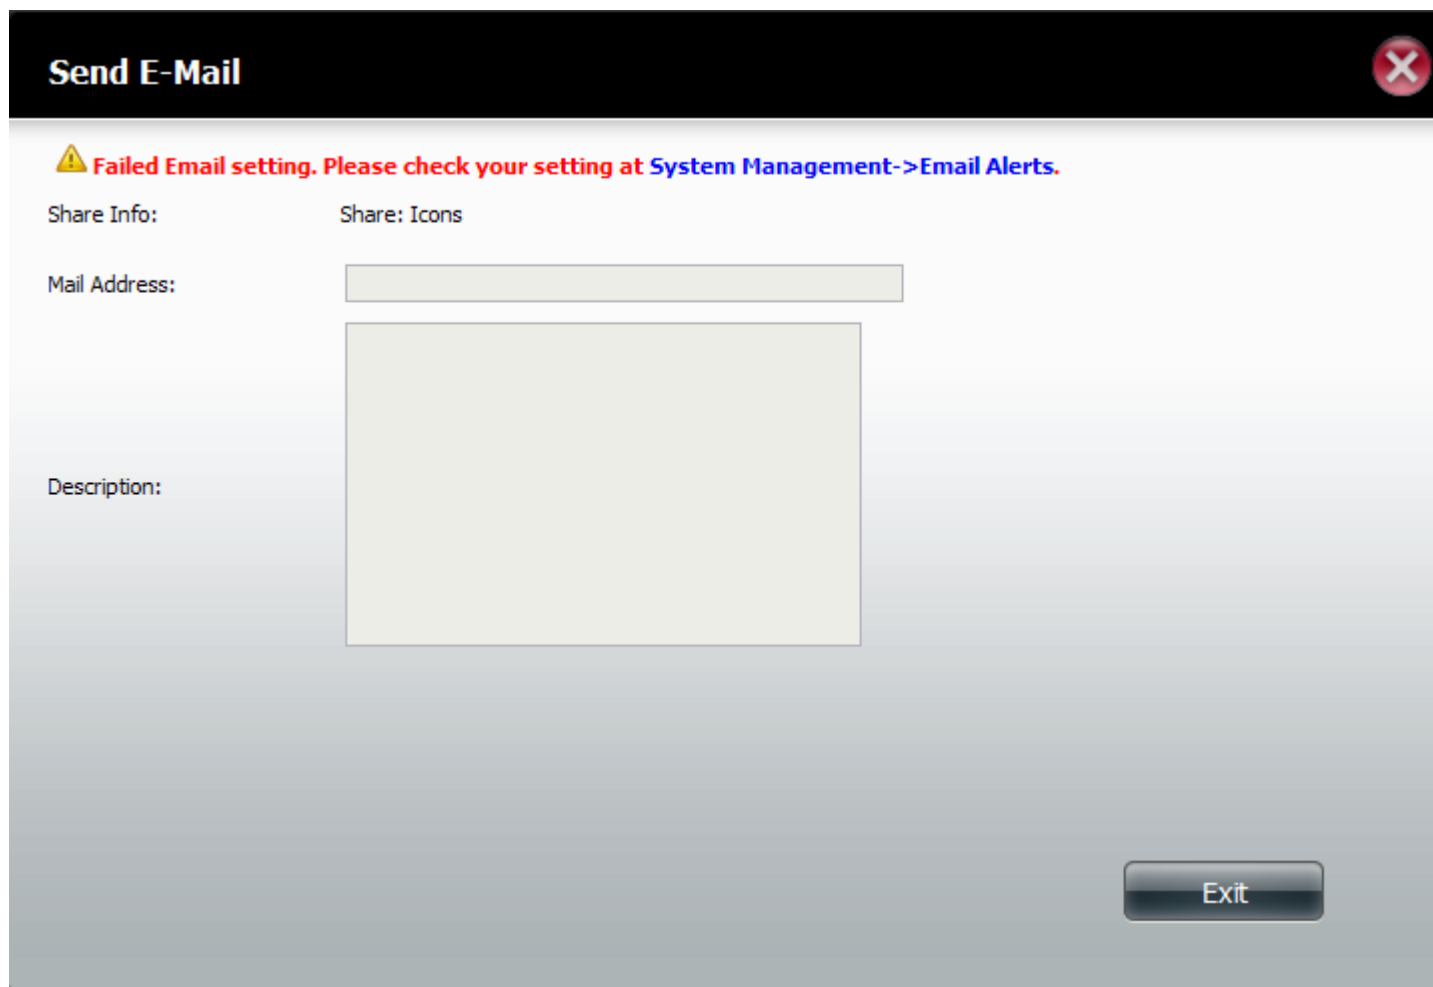 Send E-Mail
Failed Email setting. Please check your setting at System Management->Email Alerts.
Share Info: Share: Icons
Mail Address:
Description:
Exit